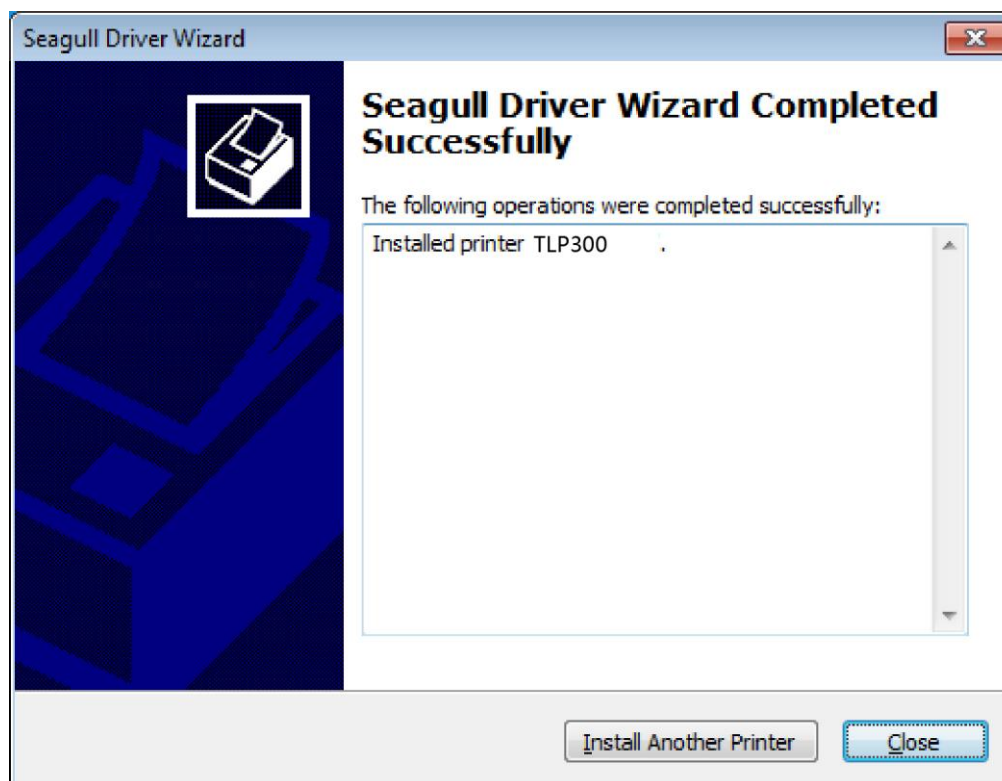 Seagull Driver Wizard
Seagull Driver Wizard Completed
Successfully
The following operations were completed successfully:
Installed printer TLP300 .
Install Another Printer
Close